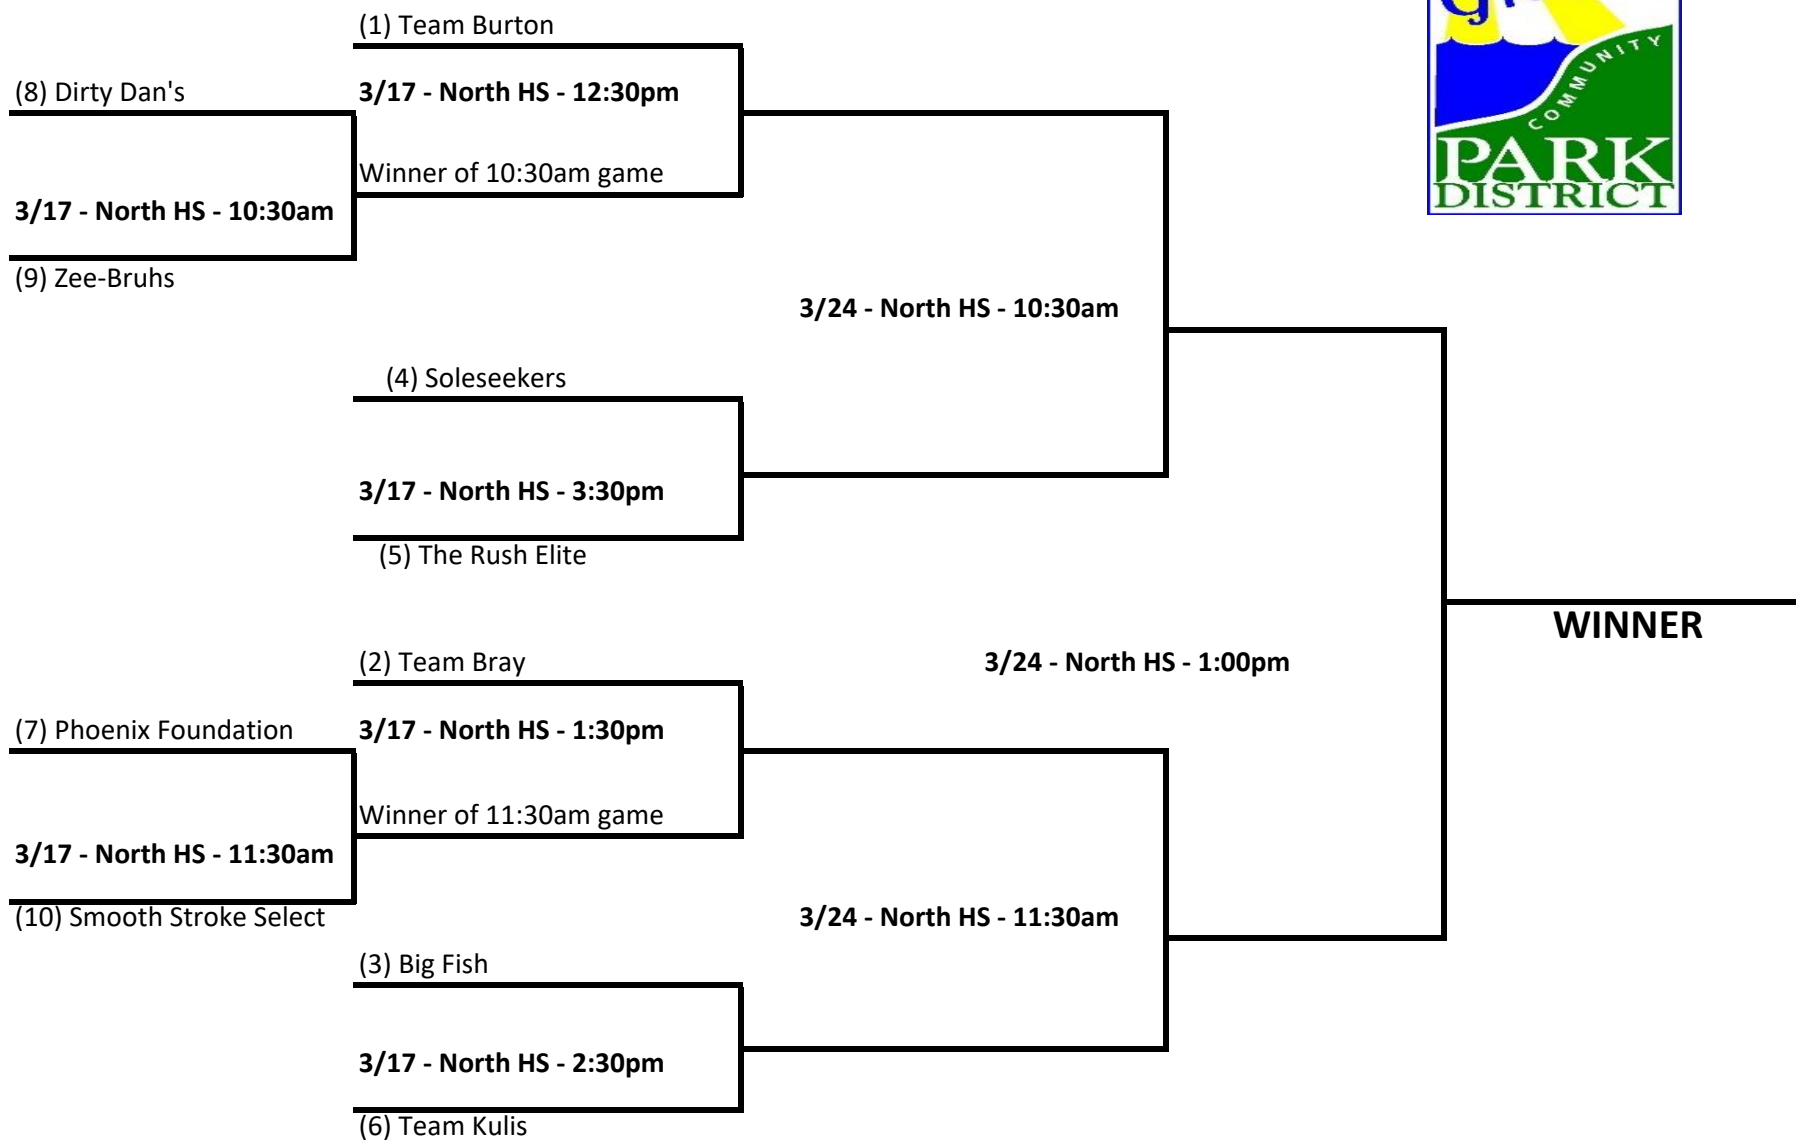 (1) Team Burton
(8) Dirty Dan's
3/17 - North HS - 12:30pm
Winner of 10:30am game
3/17 - North HS - 10:30am
(9) Zee-Bruhs
3/24 - North HS - 10:30am
(4) Soleseekers
3/17 - North HS - 3:30pm
(5) The Rush Elite
WINNER
(2) Team Bray
3/24 - North HS - 1:00pm
(7) Phoenix Foundation
3/17 - North HS - 1:30pm
Winner of 11:30am game
3/17 - North HS - 11:30am
(10) Smooth Stroke Select
3/24 - North HS - 11:30am
(3) Big Fish
3/17 - North HS - 2:30pm
(6) Team Kulis
COMMUNITY
PARK
DISTRICT